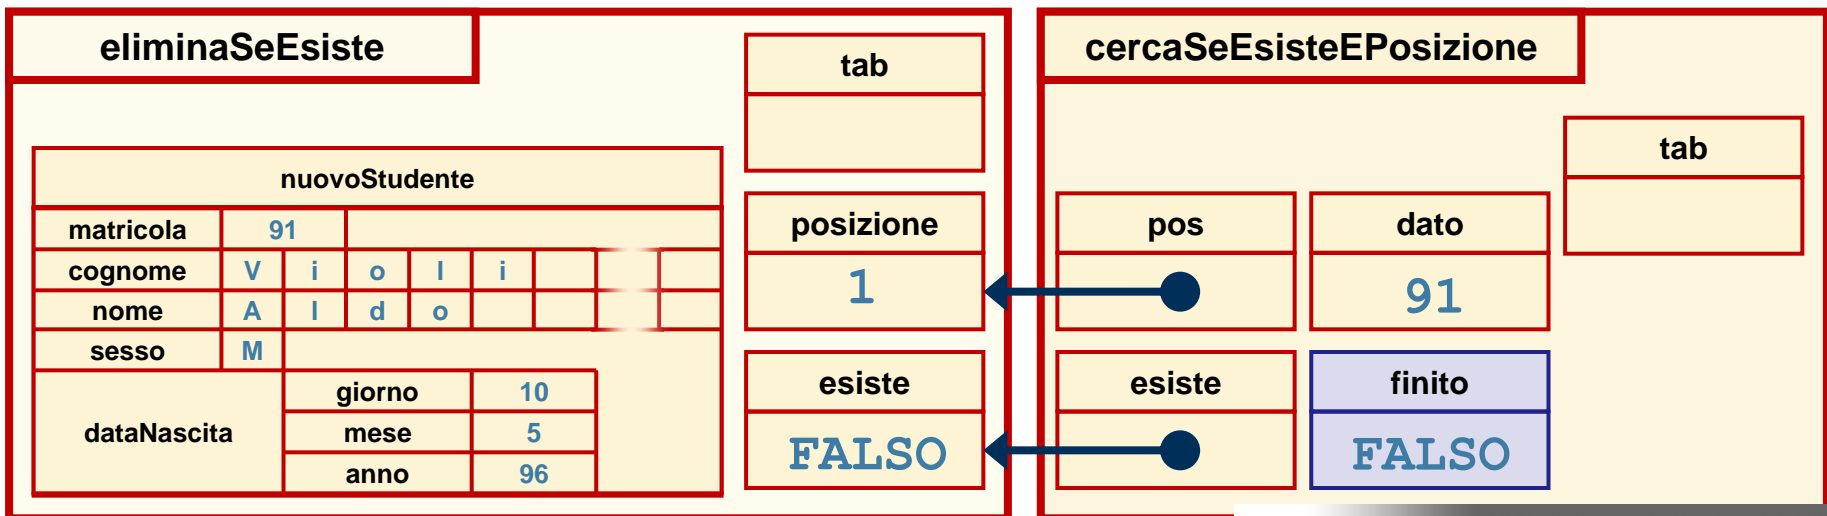 eliminaSeEsiste
tab
nuovoStudente
matricola 91
cognome V i o l i
nome A l d o
sesso M
dataNascita
giorno 10
mese 5
anno 96
posizione
1
esiste
FALSO
cercaSeEsisteEPosizione
tab
pos
dato
91
esiste
finito
FALSO